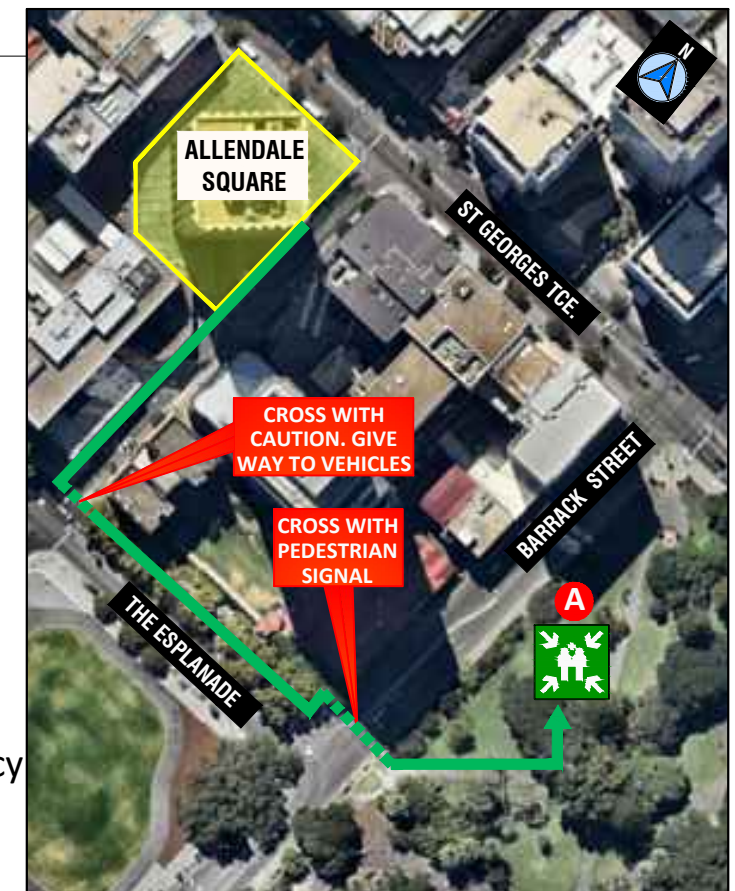 N
ALLENDALE
SQUARE
ST GEORGES TCE.
CROSS WITH
CAUTION. GIVE
WAY TO VEHICLES
BARRACK STREET
CROSS WITH
PEDESTRIAN
SIGNAL
A
THE ESPLANADE
cy